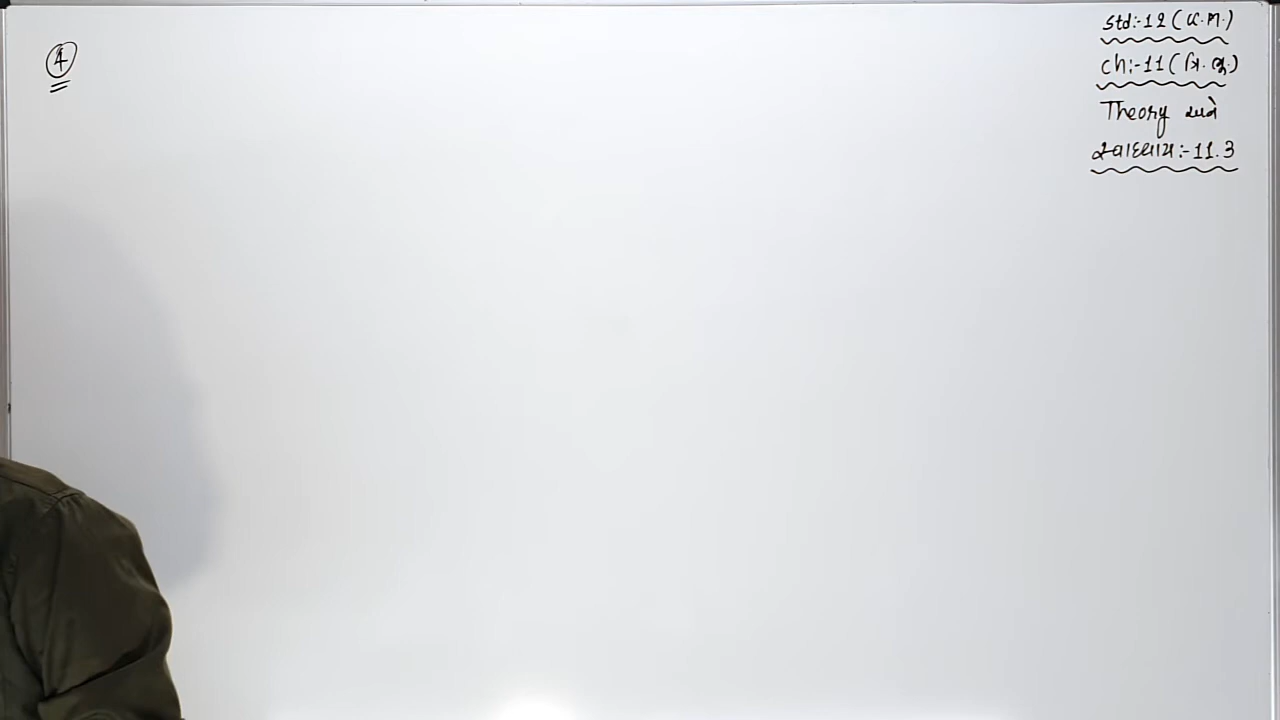 4
Std:-12 (ગુ.મા.)
Ch:-11 (ત્રિ.ભૂ.)
Theory અને
સ્વાધ્યાય:-11.3